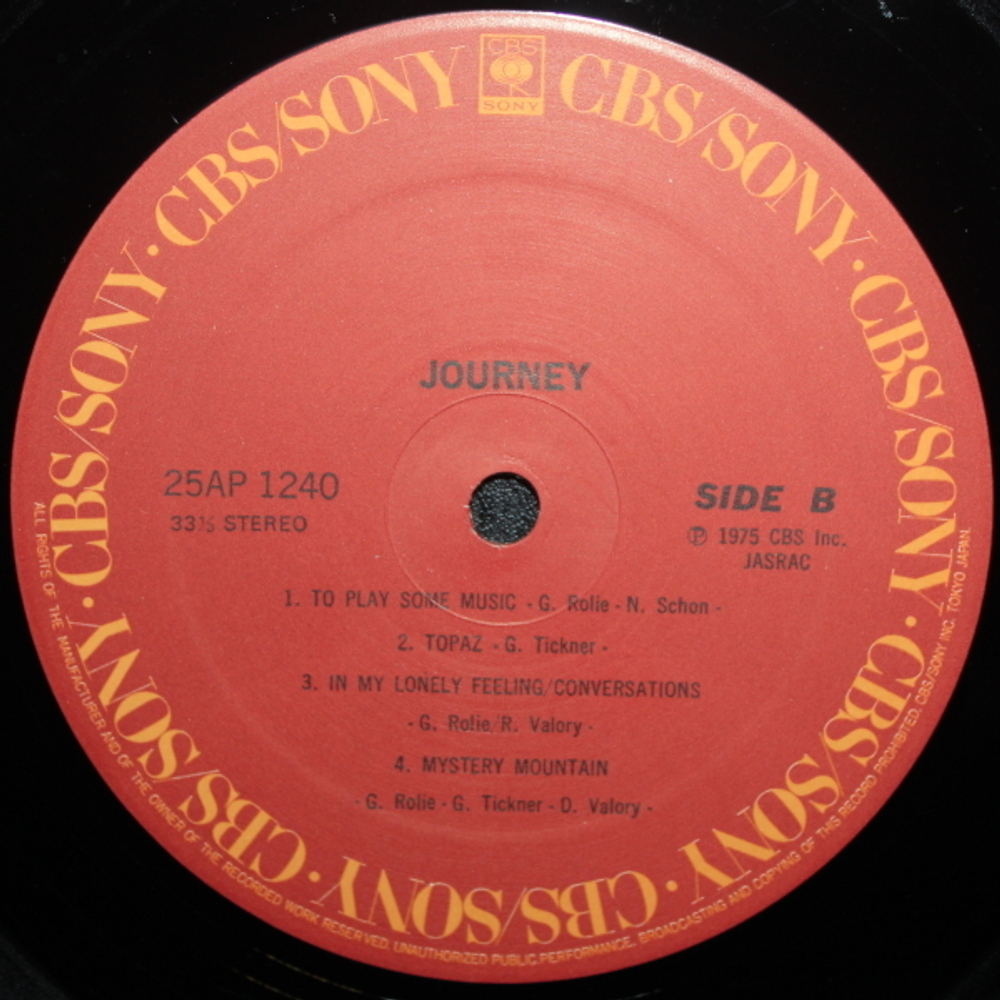 CBS
SONY
CBS/SONY · CBS/SONY · CBS/SONY · CBS/SONY · CBS/SONY · CBS/SONY · CBS/SONY · CBS/SONY · CBS/SONY
JOURNEY
25AP 1240
33⅓ STEREO
SIDE B
℗ 1975 CBS Inc.
JASRAC
1. TO PLAY SOME MUSIC - G. Rolie - N. Schon -
2. TOPAZ - G. Tickner -
3. IN MY LONELY FEELING/CONVERSATIONS
- G. Rolie/R. Valory -
4. MYSTERY MOUNTAIN
- G. Rolie - G. Tickner - D. Valory -
ALL RIGHTS OF THE MANUFACTURER AND OF THE OWNER OF THE RECORDED WORK RESERVED. UNAUTHORIZED PUBLIC PERFORMANCE, BROADCASTING AND COPYING OF THIS RECORD PROHIBITED. CBS/SONY INC. TOKYO JAPAN.